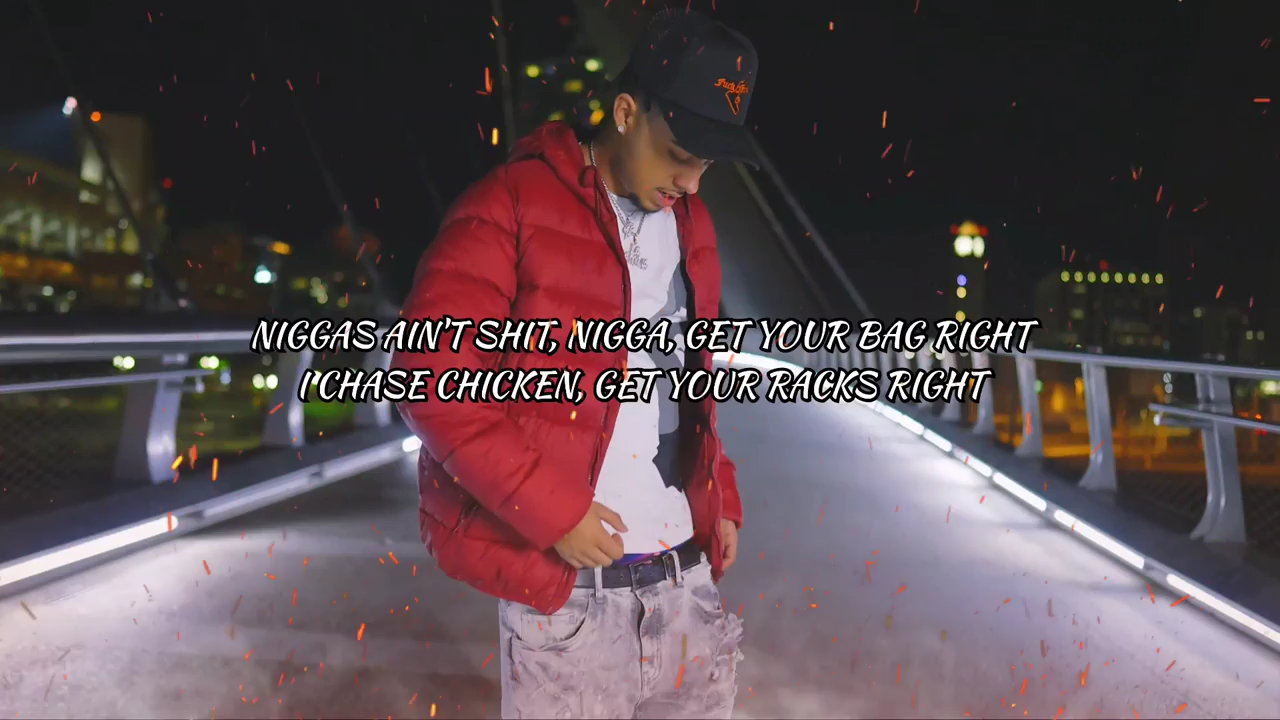 NIGGAS AIN'T SHIT, NIGGA, GET YOUR BAG RIGHT
I CHASE CHICKEN, GET YOUR RACKS RIGHT